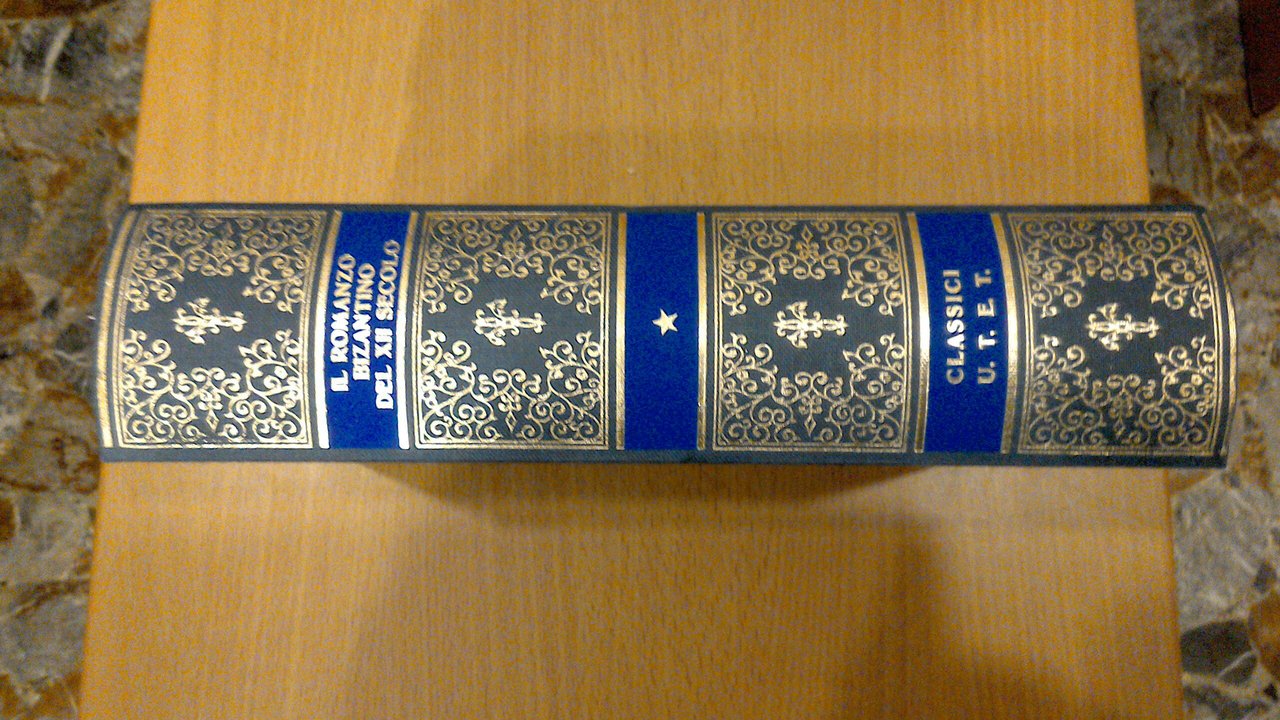 IL ROMANZO
BIZANTINO
DEL XII SECOLO
CLASSICI
U. T. E. T.